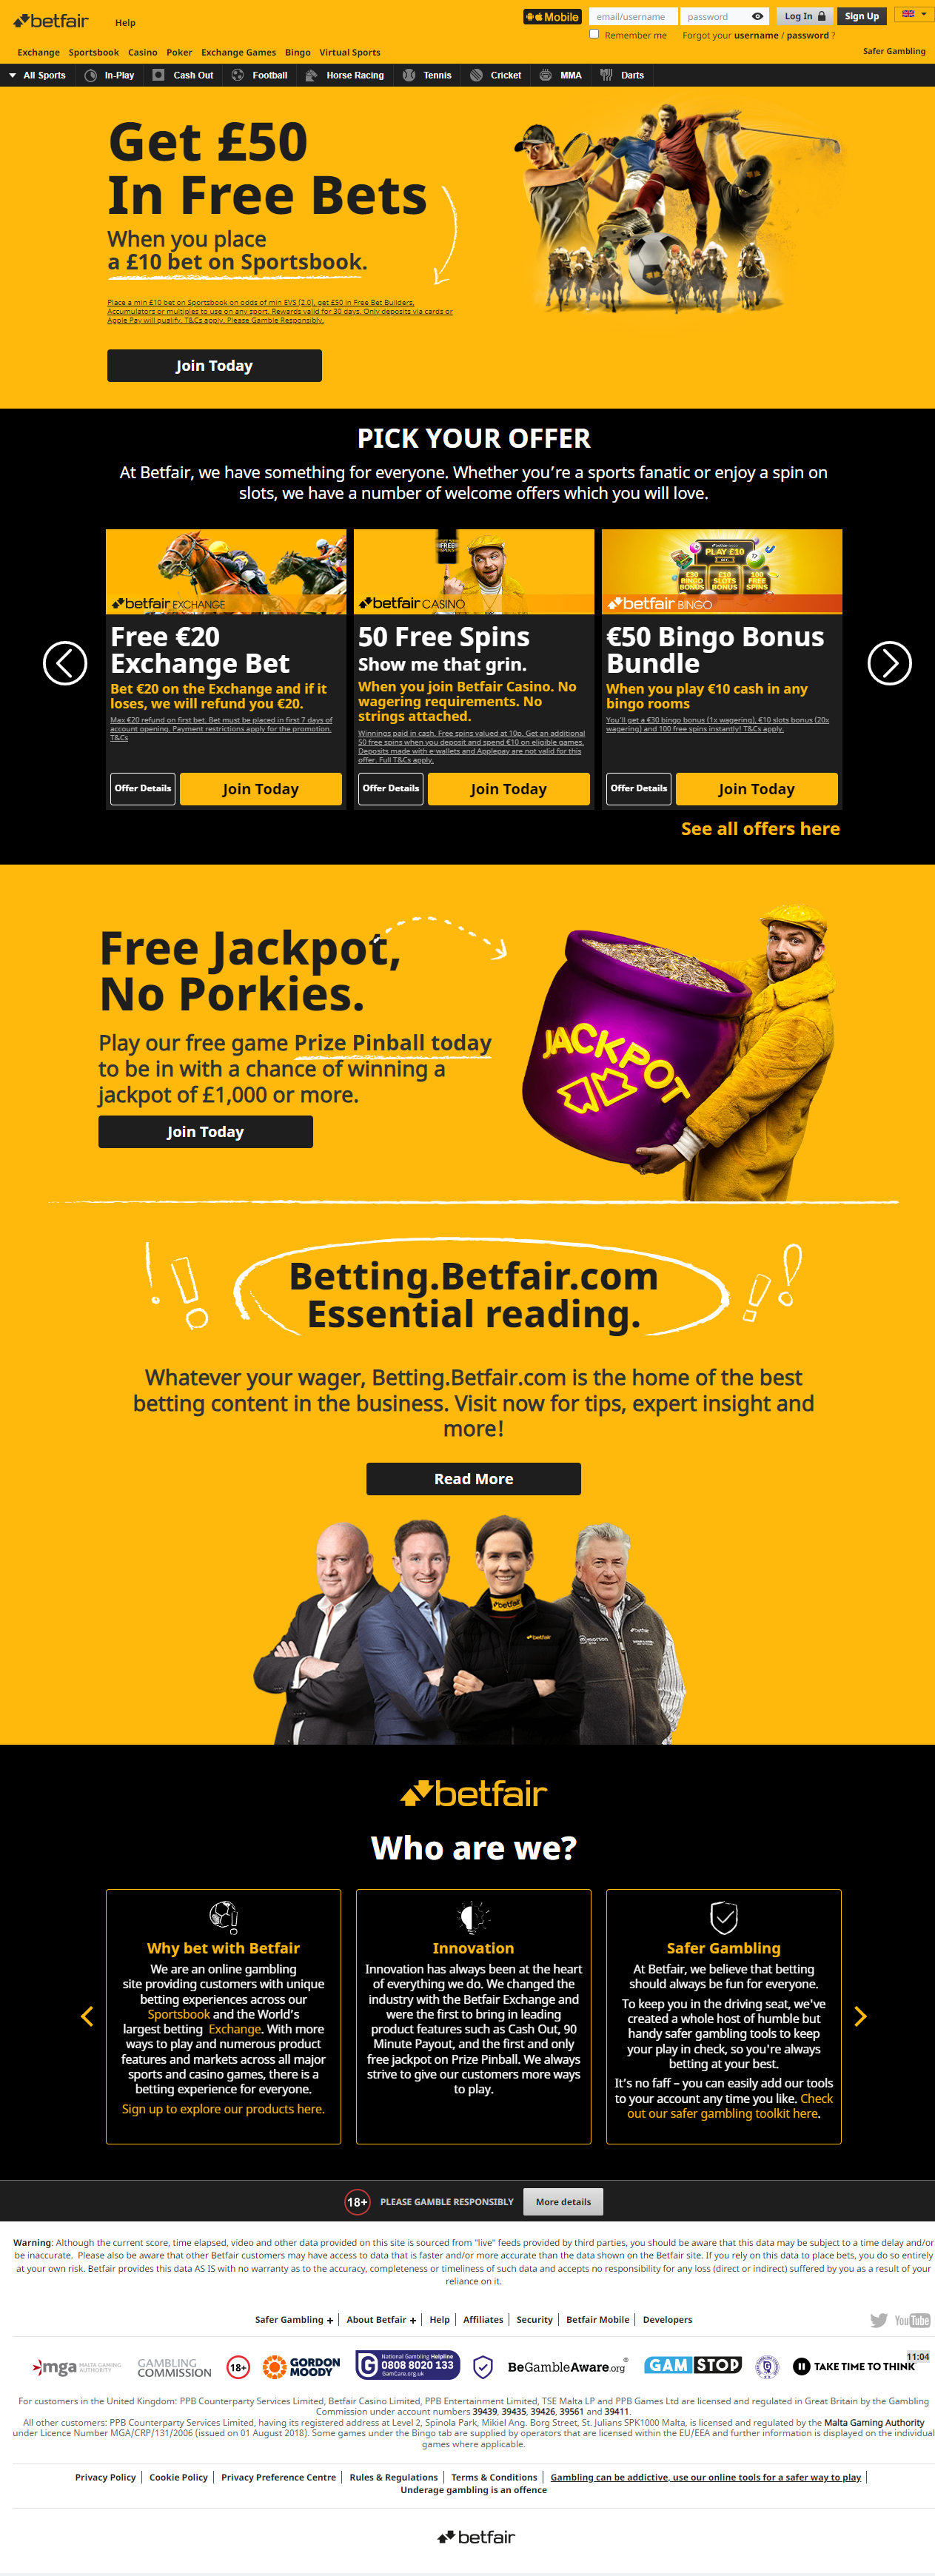 betfair
Help
Mobile
email/username
password
Log In
Sign Up
Remember me
Forgot your username / password ?
Exchange Sportsbook Casino Poker Exchange Games Bingo Virtual Sports
Safer Gambling
All Sports
In-Play
Cash Out
Football
Horse Racing
Tennis
Cricket
MMA
Darts
Get £50
In Free Bets
When you place
a £10 bet on Sportsbook.
Place a min £10 bet on Sportsbook on odds of min EVS (2.0), get £50 in Free Bet Builders,
Accumulators or multiples to use on any sport. Rewards valid for 30 days. Only deposits via cards or
Apple Pay will qualify. T&Cs apply. Please Gamble Responsibly.
Join Today
PICK YOUR OFFER
At Betfair, we have something for everyone. Whether you're a sports fanatic or enjoy a spin on
slots, we have a number of welcome offers which you will love.
betfair EXCHANGE
Free €20
Exchange Bet
Bet €20 on the Exchange and if it
loses, we will refund you €20.
Max €20 refund on first bet. Bet must be placed in first 7 days of
account opening. Payment restrictions apply for the promotion.
T&Cs
Offer Details
Join Today
FREE
betfair CASINO
50 Free Spins
Show me that grin.
When you join Betfair Casino. No
wagering requirements. No
strings attached.
Winnings paid in cash. Free spins valued at 10p. Get an additional
50 free spins when you deposit and spend €10 on eligible games.
Deposits made with e-wallets and Applepay are not valid for this
offer. Full T&Cs apply.
Offer Details
Join Today
PLAY £10
£30 BINGO BONUS
£10 SLOTS BONUS
100 FREE SPINS
betfair BINGO
€50 Bingo Bonus
Bundle
When you play €10 cash in any
bingo rooms
You'll get a €30 bingo bonus (1x wagering), €10 slots bonus (20x
wagering) and 100 free spins instantly! T&Cs apply.
Offer Details
Join Today
See all offers here
Free Jackpot,
No Porkies.
Play our free game Prize Pinball today
to be in with a chance of winning a
jackpot of £1,000 or more.
Join Today
JACKPOT
Betting.Betfair.com
Essential reading.
Whatever your wager, Betting.Betfair.com is the home of the best
betting content in the business. Visit now for tips, expert insight and
more!
Read More
betfair
betfair
betfair
betfair
Who are we?
Why bet with Betfair
We are an online gambling
site providing customers with unique
betting experiences across our
Sportsbook and the World's
largest betting Exchange. With more
ways to play and numerous product
features and markets across all major
sports and casino games, there is a
betting experience for everyone.
Sign up to explore our products here.
Innovation
Innovation has always been at the heart
of everything we do. We changed the
industry with the Betfair Exchange and
were the first to bring in leading
product features such as Cash Out, 90
Minute Payout, and the first and only
free jackpot on Prize Pinball. We always
strive to give our customers more ways
to play.
Safer Gambling
At Betfair, we believe that betting
should always be fun for everyone.
To keep you in the driving seat, we've
created a whole host of humble but
handy safer gambling tools to keep
your play in check, so you're always
betting at your best.
It's no faff – you can easily add our tools
to your account any time you like. Check
out our safer gambling toolkit here.
18+ PLEASE GAMBLE RESPONSIBLY
More details
Warning: Although the current score, time elapsed, video and other data provided on this site is sourced from "live" feeds provided by third parties, you should be aware that this data may be subject to a time delay and/or
be inaccurate. Please also be aware that other Betfair customers may have access to data that is faster and/or more accurate than the data shown on the Betfair site. If you rely on this data to place bets, you do so entirely
at your own risk. Betfair provides this data AS IS with no warranty as to the accuracy, completeness or timeliness of such data and accepts no responsibility for any loss (direct or indirect) suffered by you as a result of your
reliance on it.
Safer Gambling + | About Betfair + | Help | Affiliates | Security | Betfair Mobile | Developers
YouTube
mga MALTA GAMING AUTHORITY
GAMBLING COMMISSION
18+
GORDON MOODY
National Gambling Helpline 0808 8020 133 GamCare.org.uk
BeGambleAware.org®
GAMSTOP
TAKE TIME TO THINK
11:04
For customers in the United Kingdom: PPB Counterparty Services Limited, Betfair Casino Limited, PPB Entertainment Limited, TSE Malta LP and PPB Games Ltd are licensed and regulated in Great Britain by the Gambling
Commission under account numbers 39439, 39435, 39426, 39561 and 39411.
All other customers: PPB Counterparty Services Limited, having its registered address at Level 2, Spinola Park, Mikiel Ang. Borg Street, St. Julians SPK1000 Malta, is licensed and regulated by the Malta Gaming Authority
under Licence Number MGA/CRP/131/2006 (issued on 01 August 2018). Some games under the Bingo tab are supplied by operators that are licensed within the EU/EEA and further information is displayed on the individual
games where applicable.
Privacy Policy | Cookie Policy | Privacy Preference Centre | Rules & Regulations | Terms & Conditions | Gambling can be addictive, use our online tools for a safer way to play |
Underage gambling is an offence
betfair